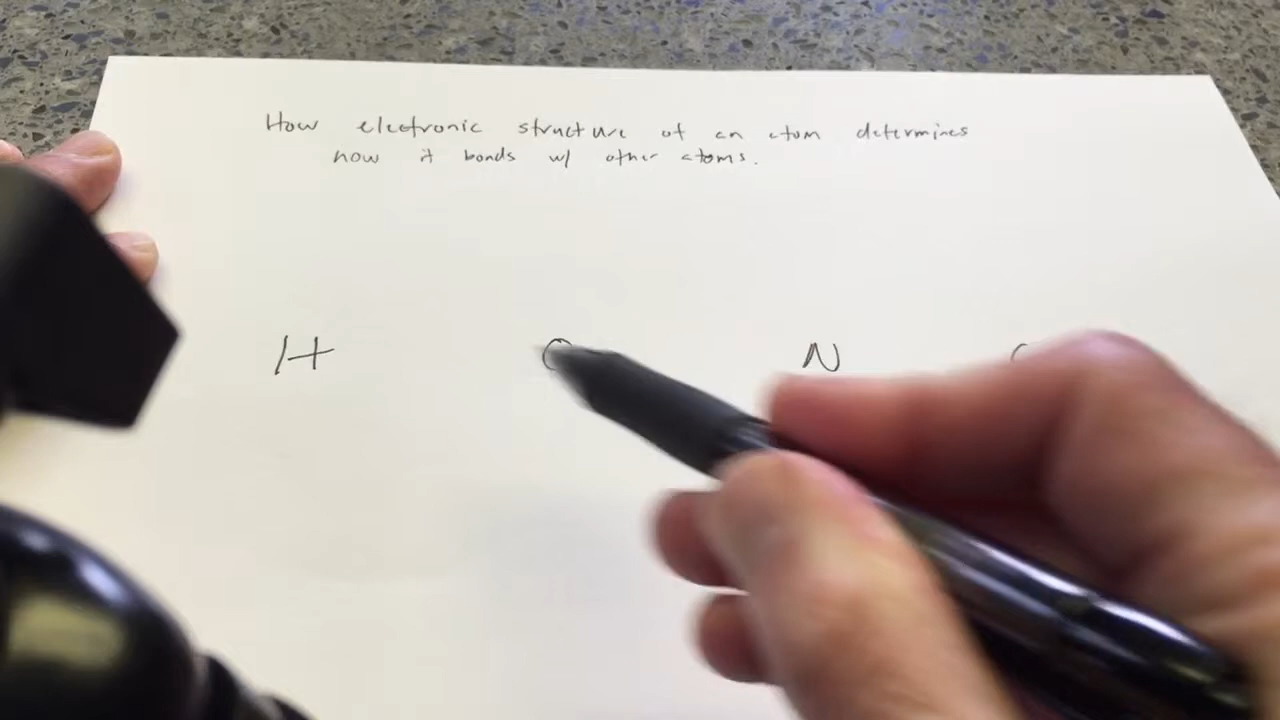 How electronic structure of an atom determines
how it bonds w/ other atoms.
H N